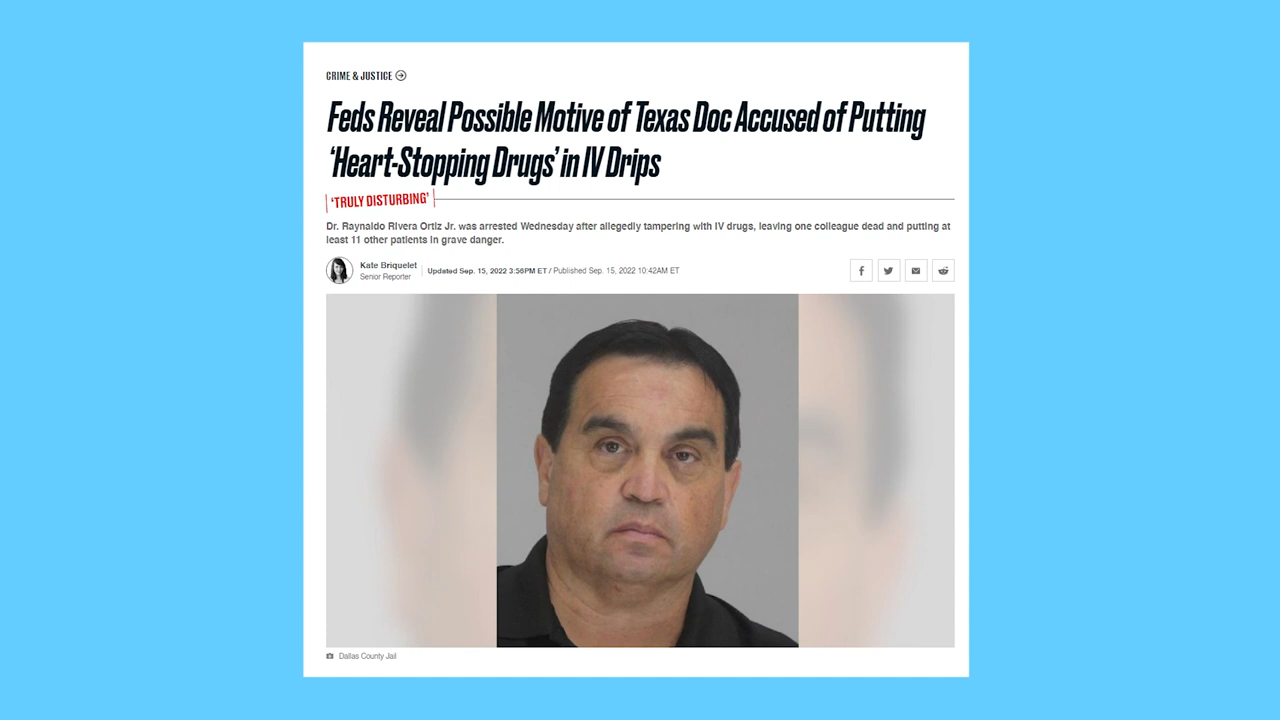 CRIME & JUSTICE
Feds Reveal Possible Motive of Texas Doc Accused of Putting
‘Heart-Stopping Drugs’ in IV Drips
‘TRULY DISTURBING’
Dr. Raynaldo Rivera Ortiz Jr. was arrested Wednesday after allegedly tampering with IV drugs, leaving one colleague dead and putting at
least 11 other patients in grave danger.
Kate Briquelet
Senior Reporter
Updated Sep. 15, 2022 3:56PM ET / Published Sep. 15, 2022 10:42AM ET
Dallas County Jail